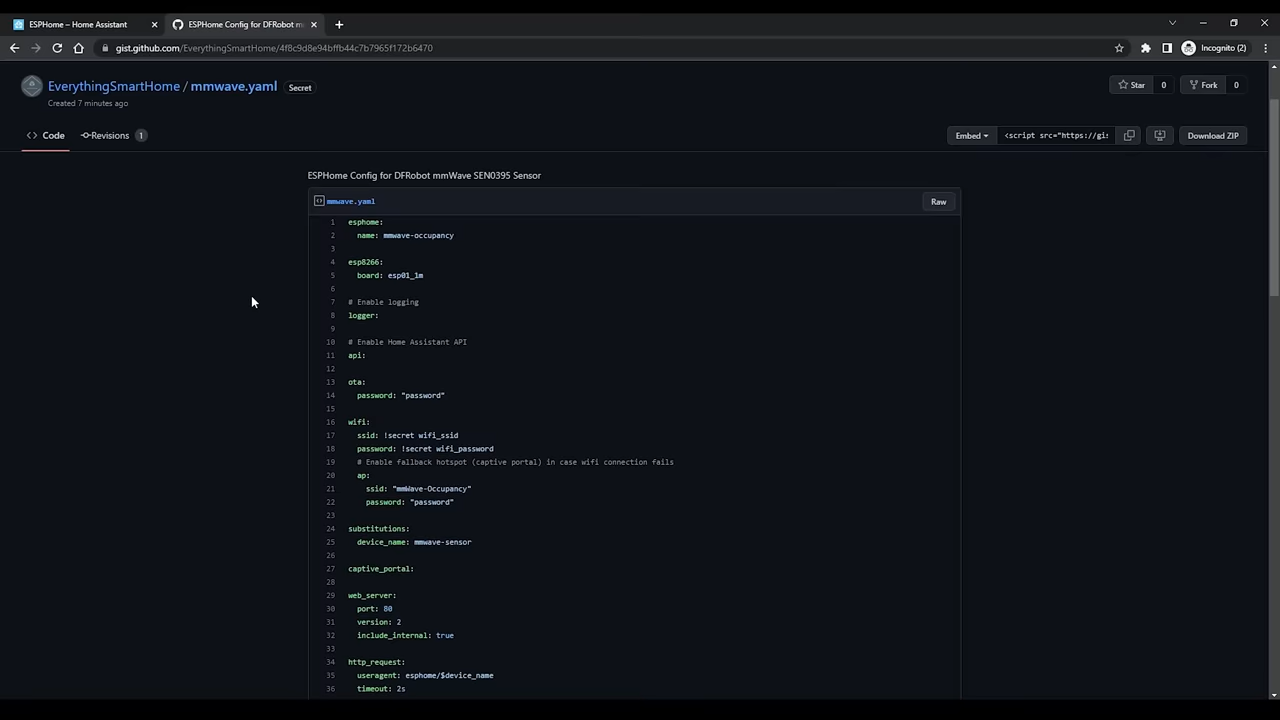 ESPHome – Home Assistant
ESPHome Config for DFRobot m
gist.github.com/EverythingSmartHome/4f8c9d8e94bffb44c7b7965f172b6470
Incognito (2)
EverythingSmartHome / mmwave.yaml Secret
Created 7 minutes ago
Star 0 Fork 0
Code Revisions 1
Embed <script src="https://gi Download ZIP
ESPHome Config for DFRobot mmWave SEN0395 Sensor
mmwave.yaml Raw
1 esphome:
2 name: mmwave-occupancy
3
4 esp8266:
5 board: esp01_1m
6
7 # Enable logging
8 logger:
9
10 # Enable Home Assistant API
11 api:
12
13 ota:
14 password: "password"
15
16 wifi:
17 ssid: !secret wifi_ssid
18 password: !secret wifi_password
19 # Enable fallback hotspot (captive portal) in case wifi connection fails
20 ap:
21 ssid: "mmWave-Occupancy"
22 password: "password"
23
24 substitutions:
25 device_name: mmwave-sensor
26
27 captive_portal:
28
29 web_server:
30 port: 80
31 version: 2
32 include_internal: true
33
34 http_request:
35 useragent: esphome/$device_name
36 timeout: 2s